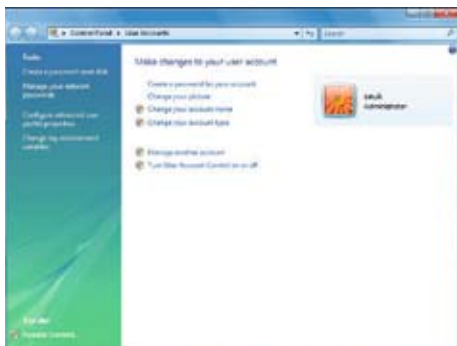 Control Panel ▸ User Accounts
Search
Tasks
Create a password reset disk
Manage your network
passwords
Configure advanced user
profile properties
Change my environment
variables
See also
Parental Controls
Make changes to your user account
Create a password for your account
Change your picture
Change your account name
Change your account type
Manage another account
Turn User Account Control on or off
Administrator